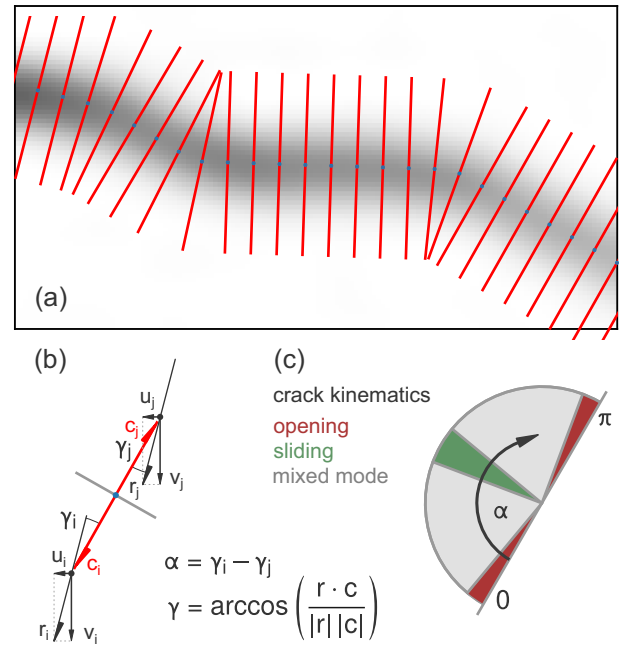 (a)
(b)
(c)
u_j
c_j
γ_j
r_j
v_j
γ_i
u_i
c_i
r_i
v_i
α = γ_i − γ_j
γ = arccos ( r · c / |r| |c| )
crack kinematics
opening
sliding
mixed mode
π
α
0